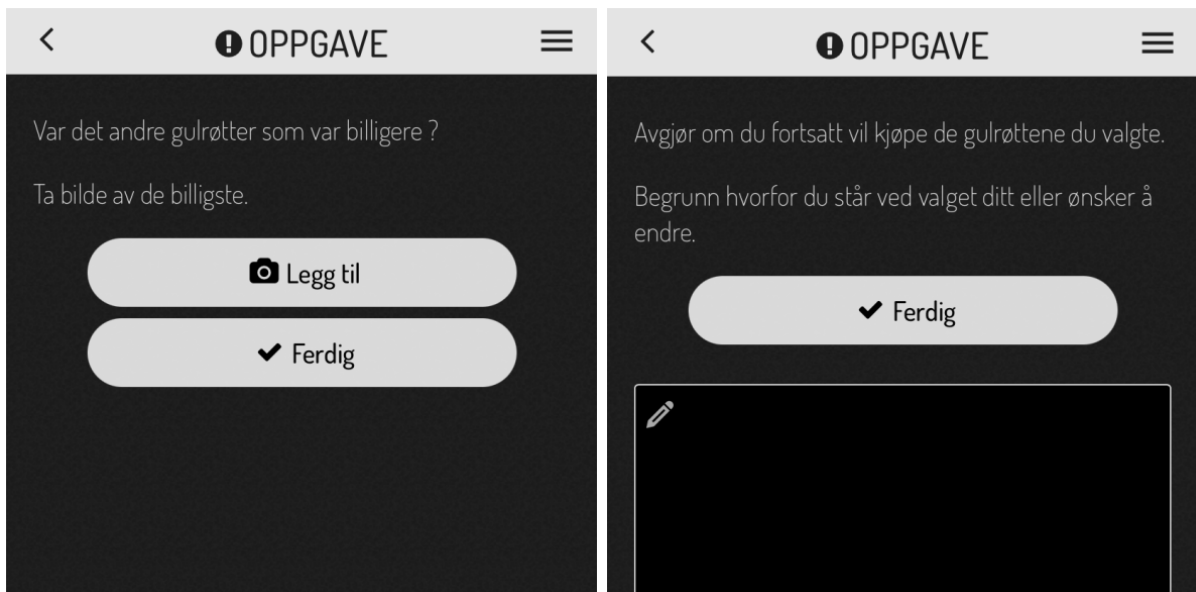 OPPGAVE
Var det andre gulrøtter som var billigere ?
Ta bilde av de billigste.
Legg til
Ferdig
OPPGAVE
Avgjør om du fortsatt vil kjøpe de gulrøttene du valgte.
Begrunn hvorfor du står ved valget ditt eller ønsker å
endre.
Ferdig